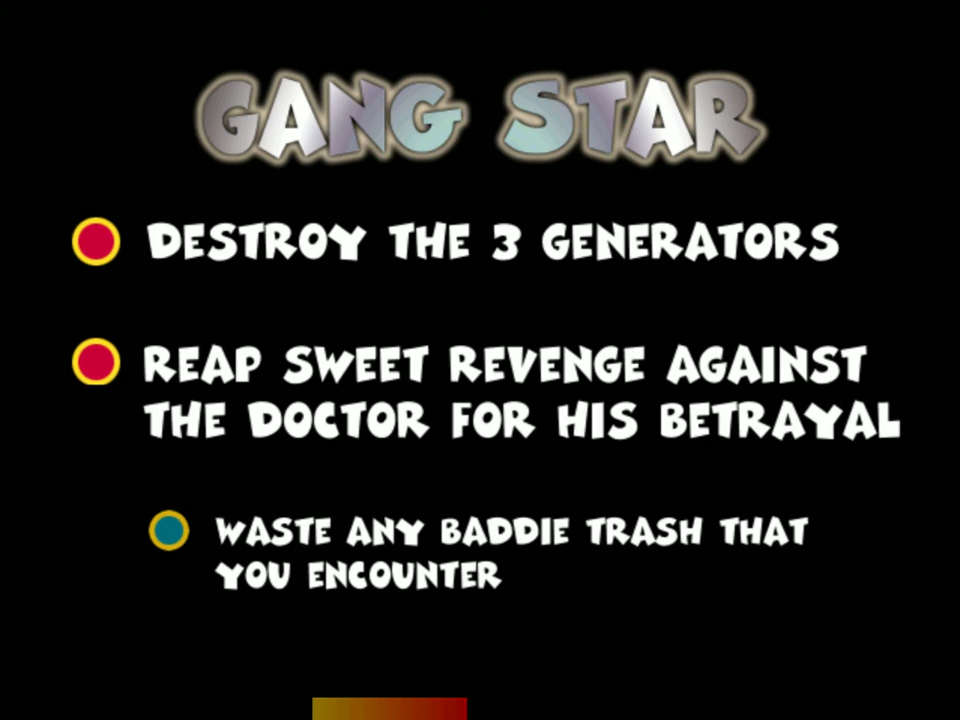 GANG STAR
DESTROY THE 3 GENERATORS
REAP SWEET REVENGE AGAINST
THE DOCTOR FOR HIS BETRAYAL
WASTE ANY BADDIE TRASH THAT
YOU ENCOUNTER